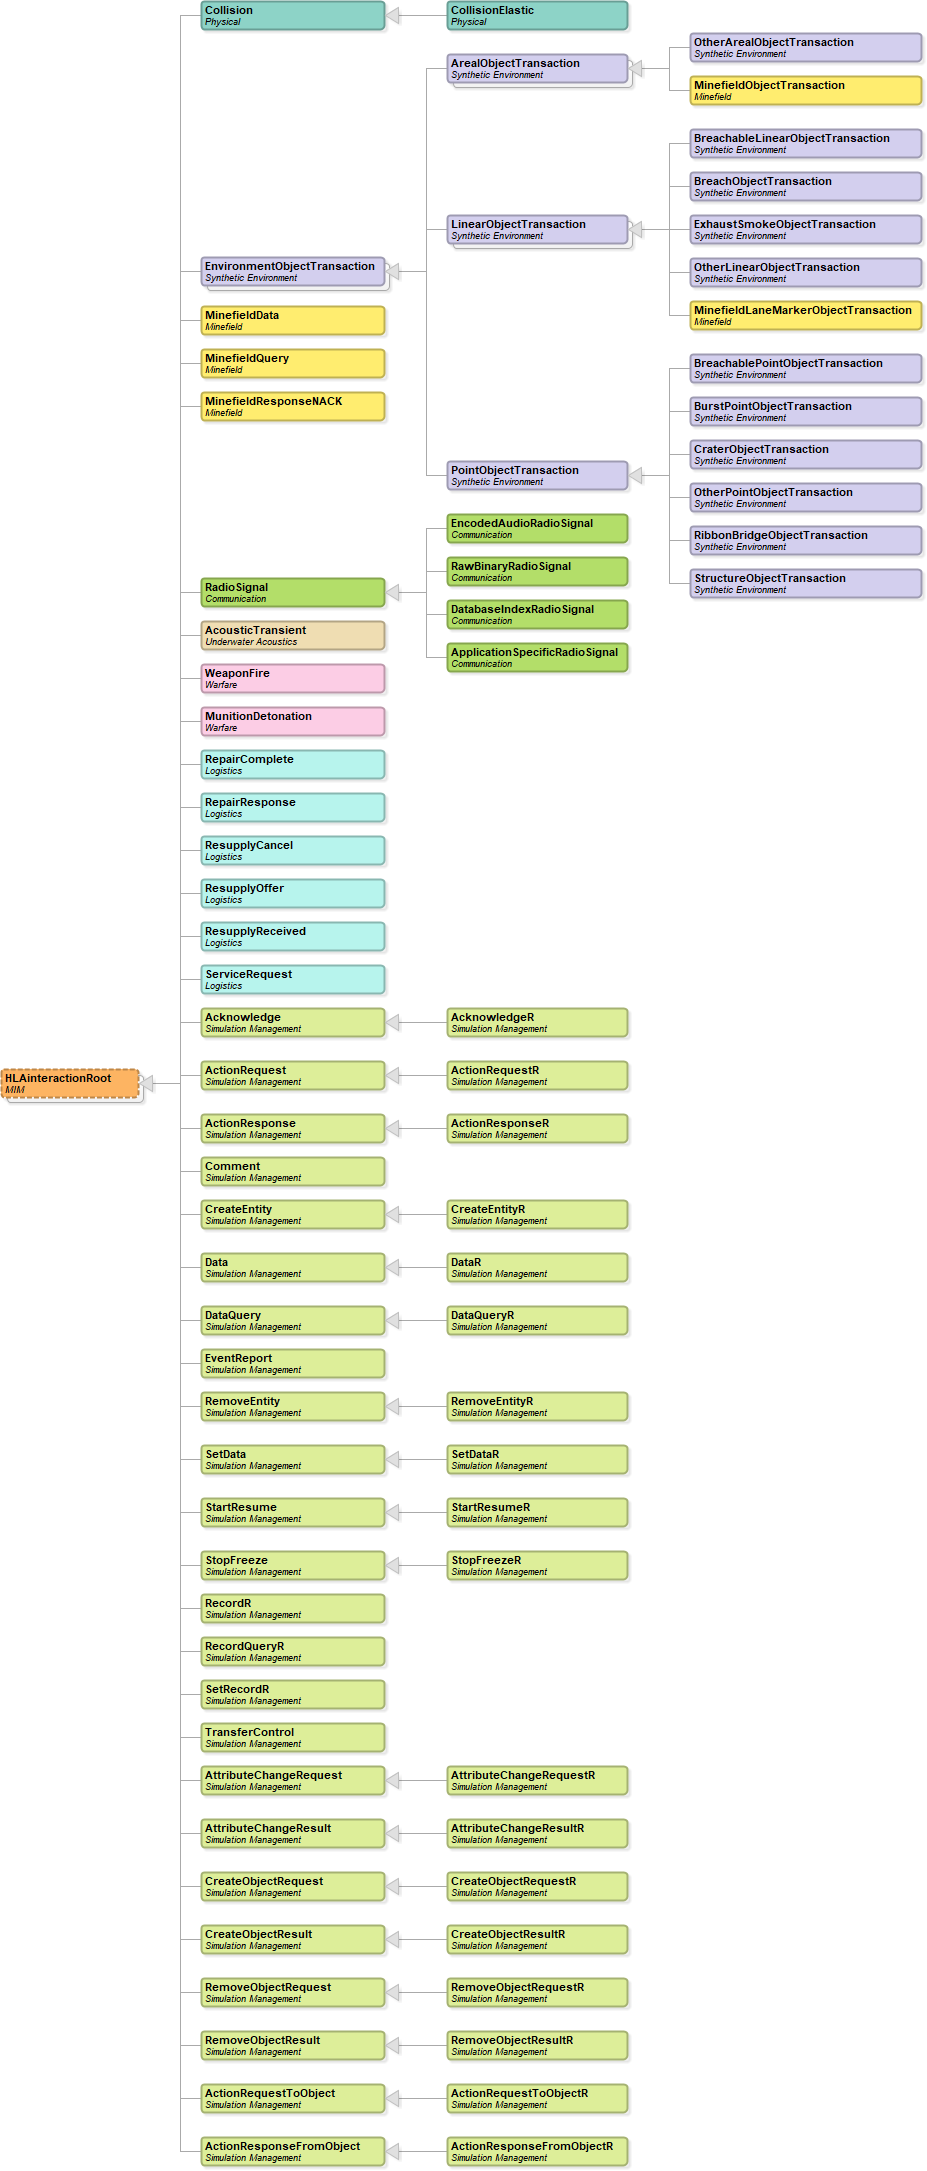 Collision
Physical
CollisionElastic
Physical
ArealObjectTransaction
Synthetic Environment
OtherArealObjectTransaction
Synthetic Environment
MinefieldObjectTransaction
Minefield
BreachableLinearObjectTransaction
Synthetic Environment
BreachObjectTransaction
Synthetic Environment
LinearObjectTransaction
Synthetic Environment
ExhaustSmokeObjectTransaction
Synthetic Environment
EnvironmentObjectTransaction
Synthetic Environment
OtherLinearObjectTransaction
Synthetic Environment
MinefieldData
Minefield
MinefieldLaneMarkerObjectTransaction
Minefield
MinefieldQuery
Minefield
BreachablePointObjectTransaction
Synthetic Environment
MinefieldResponseNACK
Minefield
BurstPointObjectTransaction
Synthetic Environment
CraterObjectTransaction
Synthetic Environment
PointObjectTransaction
Synthetic Environment
OtherPointObjectTransaction
Synthetic Environment
EncodedAudioRadioSignal
Communication
RibbonBridgeObjectTransaction
Synthetic Environment
RawBinaryRadioSignal
Communication
StructureObjectTransaction
Synthetic Environment
RadioSignal
Communication
DatabaseIndexRadioSignal
Communication
AcousticTransient
Underwater Acoustics
ApplicationSpecificRadioSignal
Communication
WeaponFire
Warfare
MunitionDetonation
Warfare
RepairComplete
Logistics
RepairResponse
Logistics
ResupplyCancel
Logistics
ResupplyOffer
Logistics
ResupplyReceived
Logistics
ServiceRequest
Logistics
Acknowledge
Simulation Management
AcknowledgeR
Simulation Management
HLAinteractionRoot
MIM
ActionRequest
Simulation Management
ActionRequestR
Simulation Management
ActionResponse
Simulation Management
ActionResponseR
Simulation Management
Comment
Simulation Management
CreateEntity
Simulation Management
CreateEntityR
Simulation Management
Data
Simulation Management
DataR
Simulation Management
DataQuery
Simulation Management
DataQueryR
Simulation Management
EventReport
Simulation Management
RemoveEntity
Simulation Management
RemoveEntityR
Simulation Management
SetData
Simulation Management
SetDataR
Simulation Management
StartResume
Simulation Management
StartResumeR
Simulation Management
StopFreeze
Simulation Management
StopFreezeR
Simulation Management
RecordR
Simulation Management
RecordQueryR
Simulation Management
SetRecordR
Simulation Management
TransferControl
Simulation Management
AttributeChangeRequest
Simulation Management
AttributeChangeRequestR
Simulation Management
AttributeChangeResult
Simulation Management
AttributeChangeResultR
Simulation Management
CreateObjectRequest
Simulation Management
CreateObjectRequestR
Simulation Management
CreateObjectResult
Simulation Management
CreateObjectResultR
Simulation Management
RemoveObjectRequest
Simulation Management
RemoveObjectRequestR
Simulation Management
RemoveObjectResult
Simulation Management
RemoveObjectResultR
Simulation Management
ActionRequestToObject
Simulation Management
ActionRequestToObjectR
Simulation Management
ActionResponseFromObject
Simulation Management
ActionResponseFromObjectR
Simulation Management